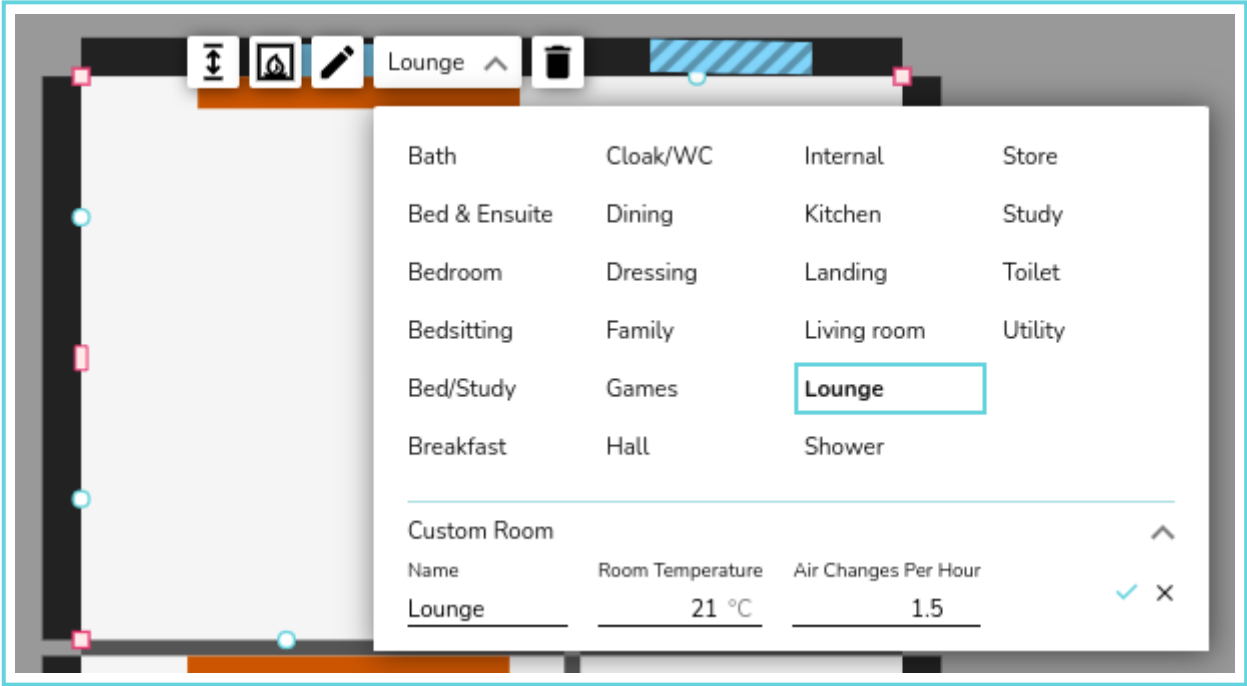 Lounge
Bath Cloak/WC Internal Store
Bed & Ensuite Dining Kitchen Study
Bedroom Dressing Landing Toilet
Bedsitting Family Living room Utility
Bed/Study Games Lounge
Breakfast Hall Shower
Custom Room
Name Room Temperature Air Changes Per Hour
Lounge 21 °C 1.5